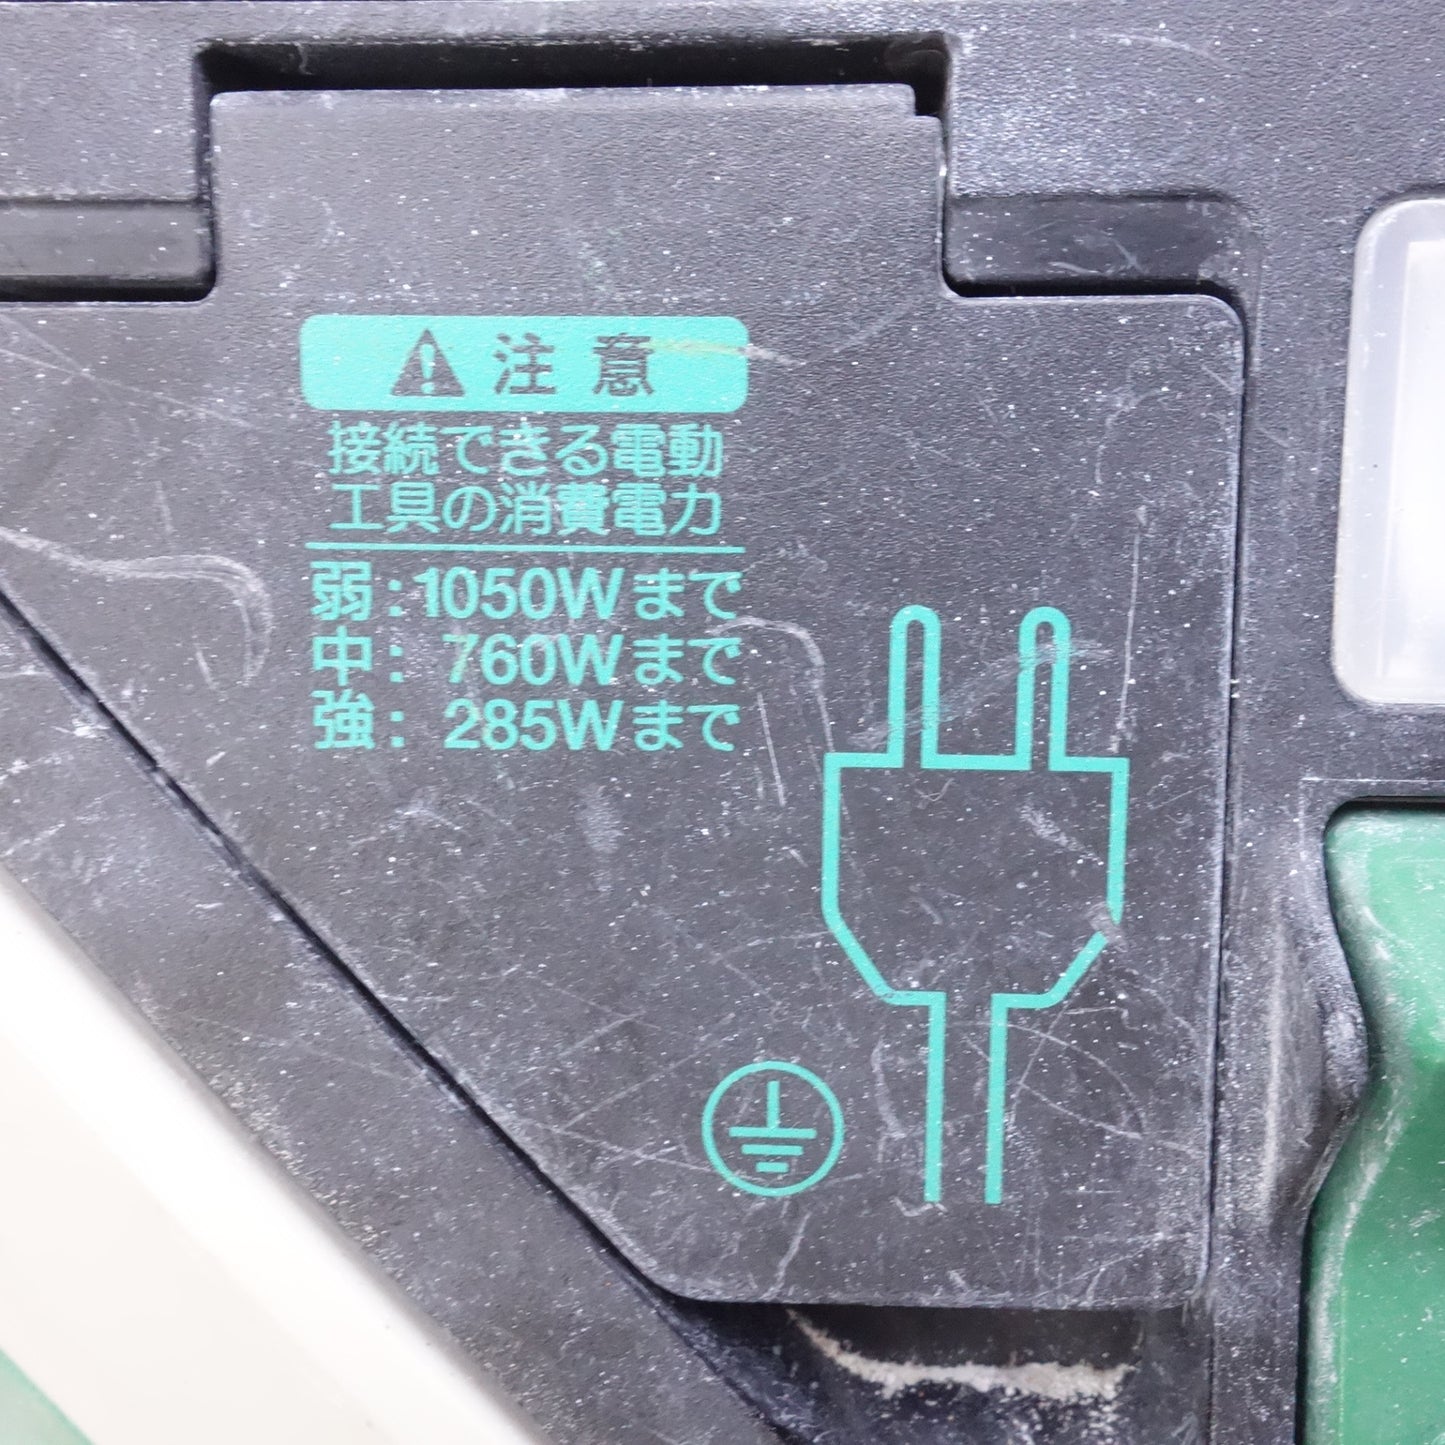 注意
接続できる電動
工具の消費電力
弱:1050Wまで
中: 760Wまで
強: 285Wまで